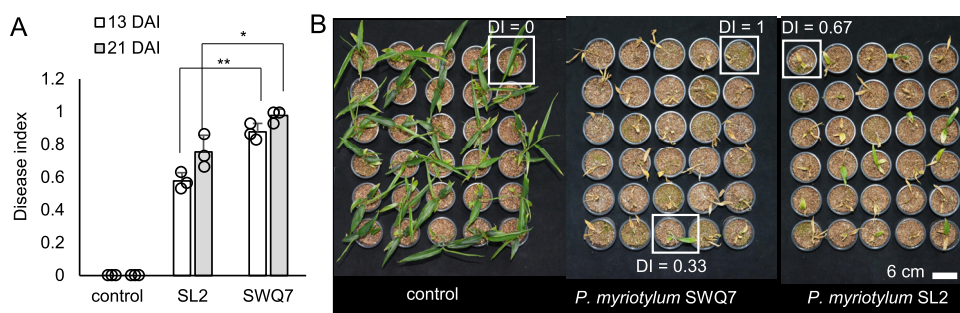 A
13 DAI
21 DAI
*
**
Disease index
1.2
1
0.8
0.6
0.4
0.2
0
control
SL2
SWQ7
B
DI = 0
DI = 1
DI = 0.67
DI = 0.33
6 cm
control
P. myriotylum SWQ7
P. myriotylum SL2